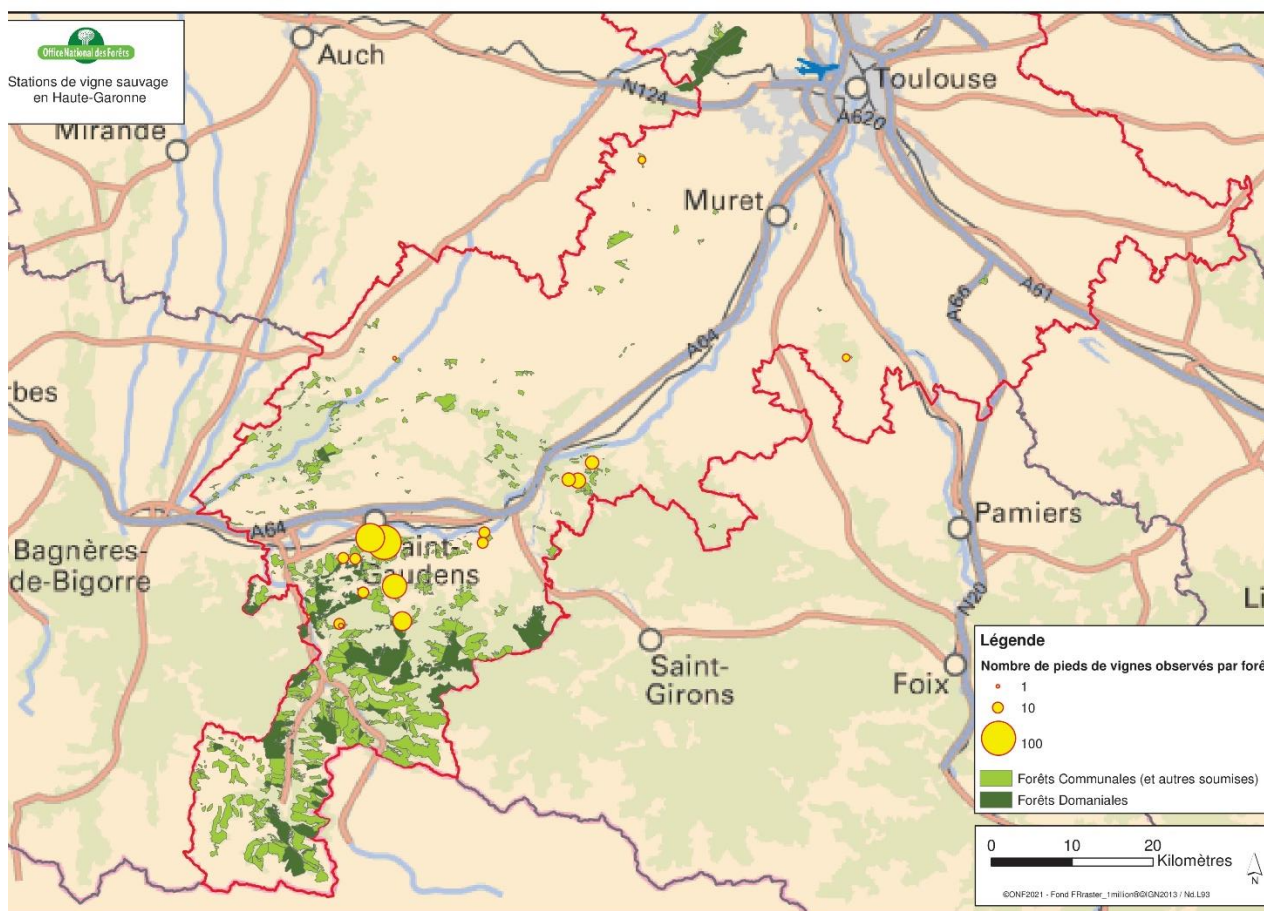 Office National des Forêts
Stations de vigne sauvage
en Haute-Garonne
Auch
Mirande
N124
Toulouse
A620
Muret
A64
A66
A61
rbes
A64
Saint-
Gaudens
Bagnères-
de-Bigorre
Pamiers
N20
Saint-
Girons
Foix
Li
Légende
Nombre de pieds de vignes observés par forê
1
10
100
Forêts Communales (et autres soumises)
Forêts Domaniales
0 10 20
Kilomètres
N
©ONF2021 - Fond FRraster_1million®©IGN2013 / Nd.L93